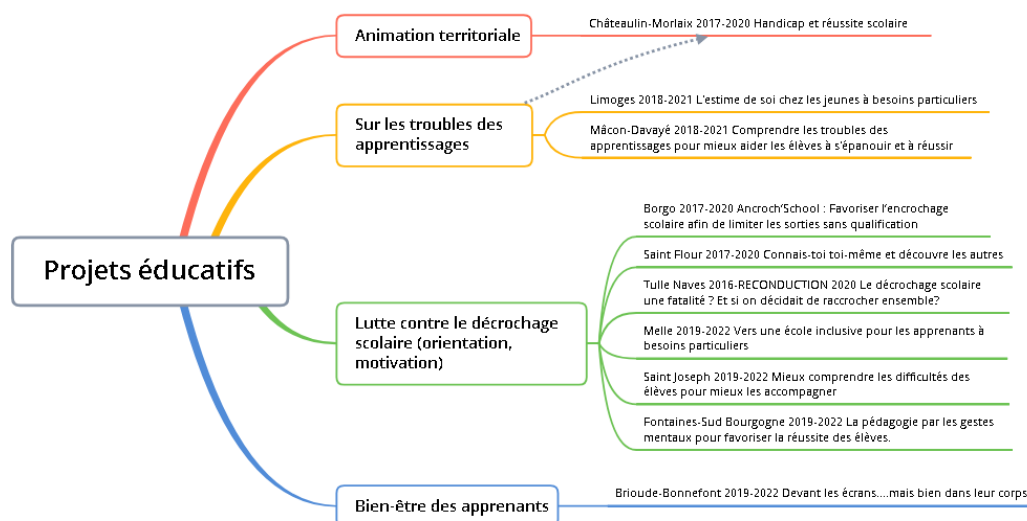 Projets éducatifs
Animation territoriale
Châteaulin-Morlaix 2017-2020 Handicap et réussite scolaire
Sur les troubles des
apprentissages
Limoges 2018-2021 L'estime de soi chez les jeunes à besoins particuliers
Mâcon-Davayé 2018-2021 Comprendre les troubles des
apprentissages pour mieux aider les élèves à s'épanouir et à réussir
Lutte contre le décrochage
scolaire (orientation,
motivation)
Borgo 2017-2020 Ancroch'School : Favoriser l'encrochage
scolaire afin de limiter les sorties sans qualification
Saint Flour 2017-2020 Connais-toi toi-même et découvre les autres
Tulle Naves 2016-RECONDUCTION 2020 Le décrochage scolaire
une fatalité ? Et si on décidait de raccrocher ensemble?
Melle 2019-2022 Vers une école inclusive pour les apprenants à
besoins particuliers
Saint Joseph 2019-2022 Mieux comprendre les difficultés des
élèves pour mieux les accompagner
Fontaines-Sud Bourgogne 2019-2022 La pédagogie par les gestes
mentaux pour favoriser la réussite des élèves.
Bien-être des apprenants
Brioude-Bonnefont 2019-2022 Devant les écrans....mais bien dans leur corps